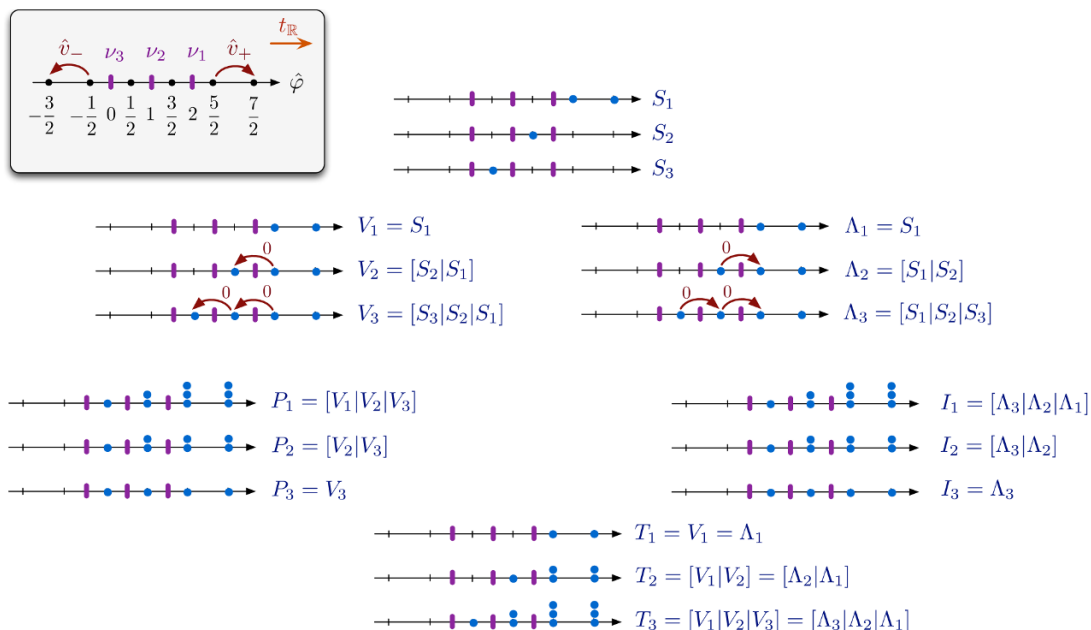 t_ℝ
v̂₋ ν₃ ν₂ ν₁ v̂₊
φ̂
−3/2 −1/2 0 1/2 1 3/2 2 5/2 7/2
S₁
S₂
S₃
V₁ = S₁
0
V₂ = [S₂|S₁]
0 0
V₃ = [S₃|S₂|S₁]
Λ₁ = S₁
0
Λ₂ = [S₁|S₂]
0 0
Λ₃ = [S₁|S₂|S₃]
P₁ = [V₁|V₂|V₃]
P₂ = [V₂|V₃]
P₃ = V₃
I₁ = [Λ₃|Λ₂|Λ₁]
I₂ = [Λ₃|Λ₂]
I₃ = Λ₃
T₁ = V₁ = Λ₁
T₂ = [V₁|V₂] = [Λ₂|Λ₁]
T₃ = [V₁|V₂|V₃] = [Λ₃|Λ₂|Λ₁]